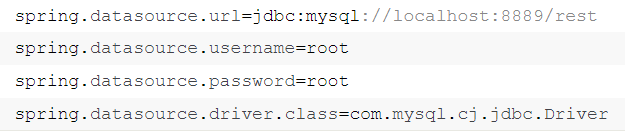 spring.datasource.url=jdbc:mysql://localhost:8889/rest
spring.datasource.username=root
spring.datasource.password=root
spring.datasource.driver.class=com.mysql.cj.jdbc.Driver